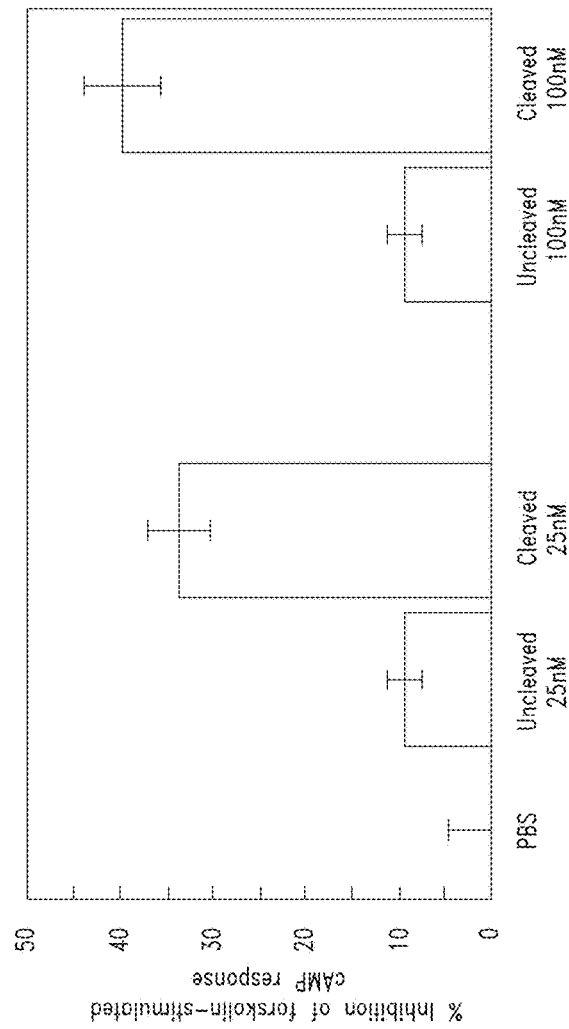 % Inhibition of forskolin-stimulated
cAMP response
50
40
30
20
10
0
PBS
Uncleaved
25nM
Cleaved
25nM
Uncleaved
100nM
Cleaved
100nM